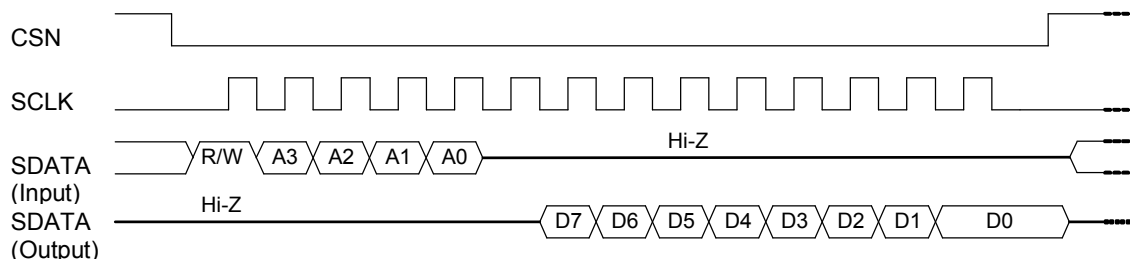 CSN
SCLK
SDATA
(Input)
R/W A3 A2 A1 A0 Hi-Z
SDATA
(Output)
Hi-Z
D7 D6 D5 D4 D3 D2 D1 D0